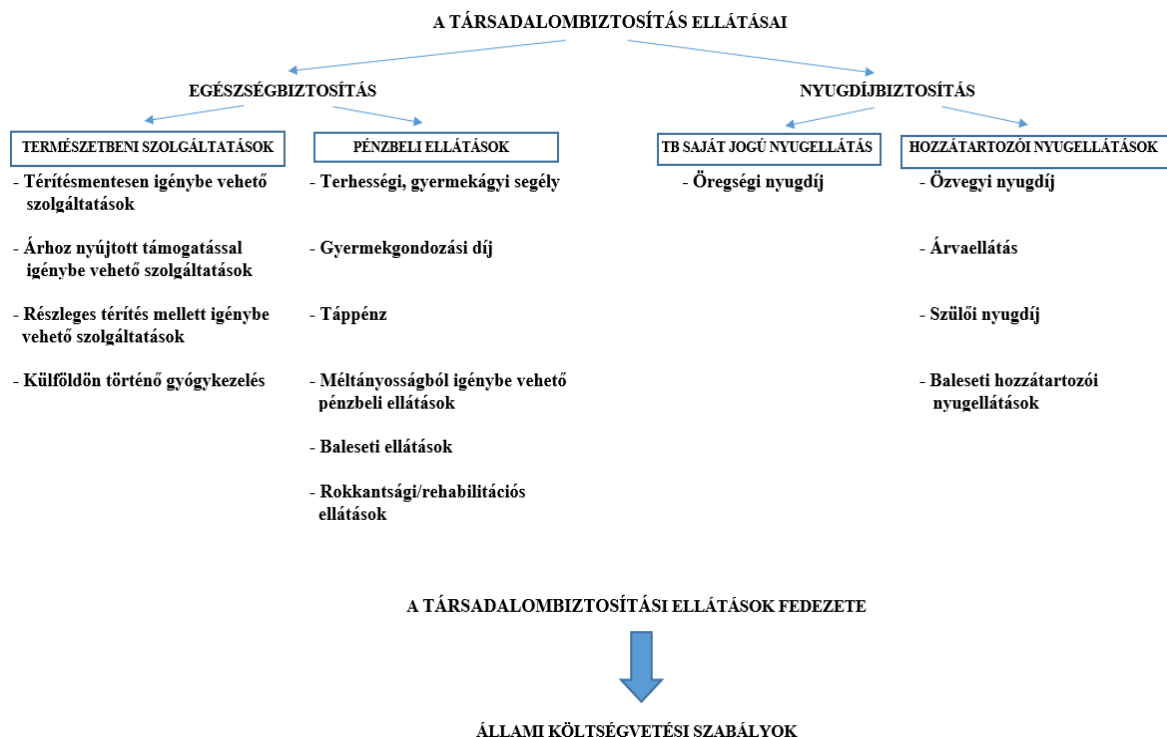 A TÁRSADALOMBIZTOSÍTÁS ELLÁTÁSAI
EGÉSZSÉGBIZTOSÍTÁS
NYUGDÍJBIZTOSÍTÁS
TERMÉSZETBENI SZOLGÁLTATÁSOK
- Térítésmentesen igénybe vehető
szolgáltatások
- Árhoz nyújtott támogatással
igénybe vehető szolgáltatások
- Részleges térítés mellett igénybe
vehető szolgáltatások
- Külföldön történő gyógykezelés
PÉNZBELI ELLÁTÁSOK
- Terhességi, gyermekágyi segély
- Gyermekgondozási díj
- Táppénz
- Méltányosságból igénybe vehető
pénzbeli ellátások
- Baleseti ellátások
- Rokkantsági/rehabilitációs
ellátások
TB SAJÁT JOGÚ NYUGELLÁTÁS
- Öregségi nyugdíj
HOZZÁTARTOZÓI NYUGELLÁTÁSOK
- Özvegyi nyugdíj
- Árvaellátás
- Szülői nyugdíj
- Baleseti hozzátartozói
nyugellátások
A TÁRSADALOMBIZTOSÍTÁSI ELLÁTÁSOK FEDEZETE
ÁLLAMI KÖLTSÉGVETÉSI SZABÁLYOK